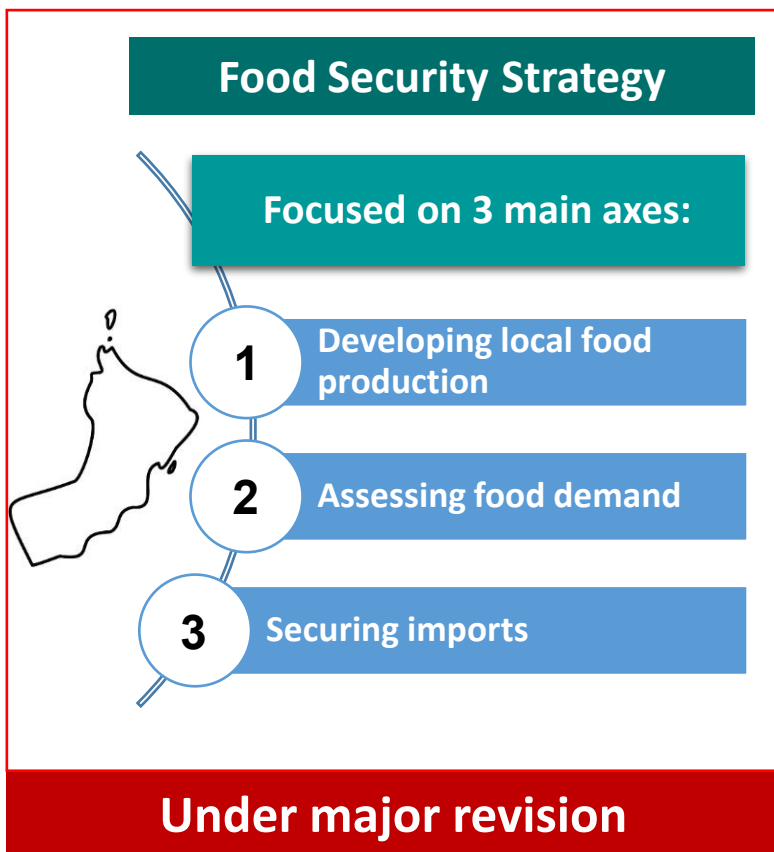 Food Security Strategy
Focused on 3 main axes:
1
Developing local food
production
2
Assessing food demand
3
Securing imports
Under major revision